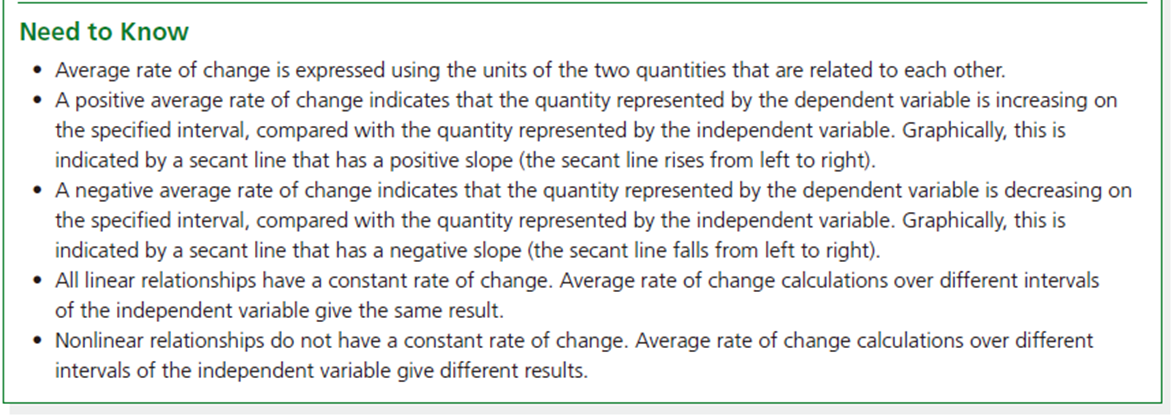 Need to Know
• Average rate of change is expressed using the units of the two quantities that are related to each other.
• A positive average rate of change indicates that the quantity represented by the dependent variable is increasing on
the specified interval, compared with the quantity represented by the independent variable. Graphically, this is
indicated by a secant line that has a positive slope (the secant line rises from left to right).
• A negative average rate of change indicates that the quantity represented by the dependent variable is decreasing on
the specified interval, compared with the quantity represented by the independent variable. Graphically, this is
indicated by a secant line that has a negative slope (the secant line falls from left to right).
• All linear relationships have a constant rate of change. Average rate of change calculations over different intervals
of the independent variable give the same result.
• Nonlinear relationships do not have a constant rate of change. Average rate of change calculations over different
intervals of the independent variable give different results.